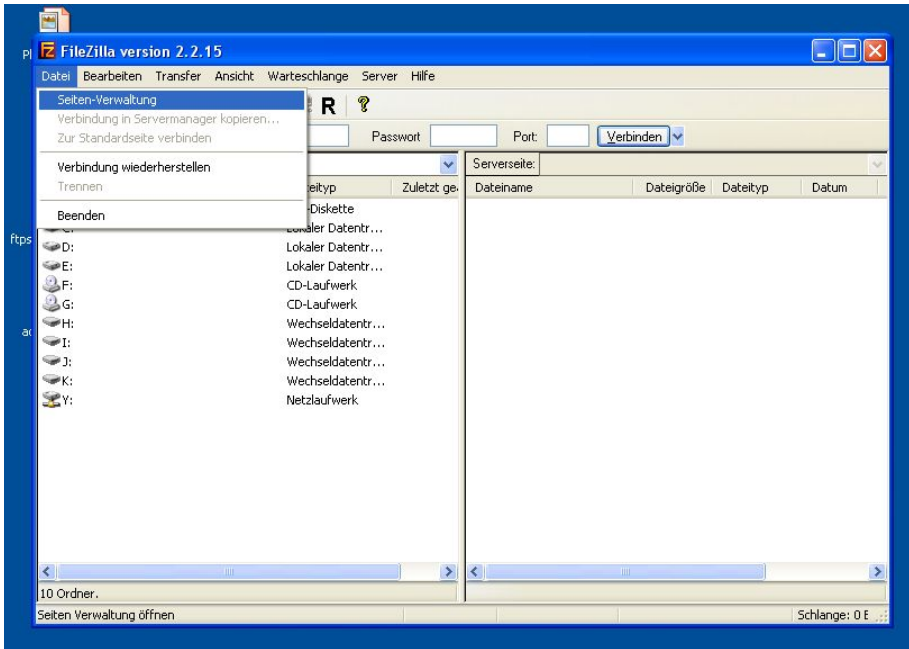 FileZilla version 2.2.15
Datei Bearbeiten Transfer Ansicht Warteschlange Server Hilfe
Seiten-Verwaltung
Verbindung in Servermanager kopieren...
Zur Standardseite verbinden
Verbindung wiederherstellen
Trennen
Beenden
R
Passwort Port: Verbinden
Serverseite:
eityp Zuletzt ge
Dateiname Dateigröße Dateityp Datum
-Diskette
C: Lokaler Datentr...
D: Lokaler Datentr...
E: Lokaler Datentr...
F: CD-Laufwerk
G: CD-Laufwerk
H: Wechseldatentr...
I: Wechseldatentr...
J: Wechseldatentr...
K: Wechseldatentr...
Y: Netzlaufwerk
10 Ordner.
Seiten Verwaltung öffnen
Schlange: 0 B
ftps